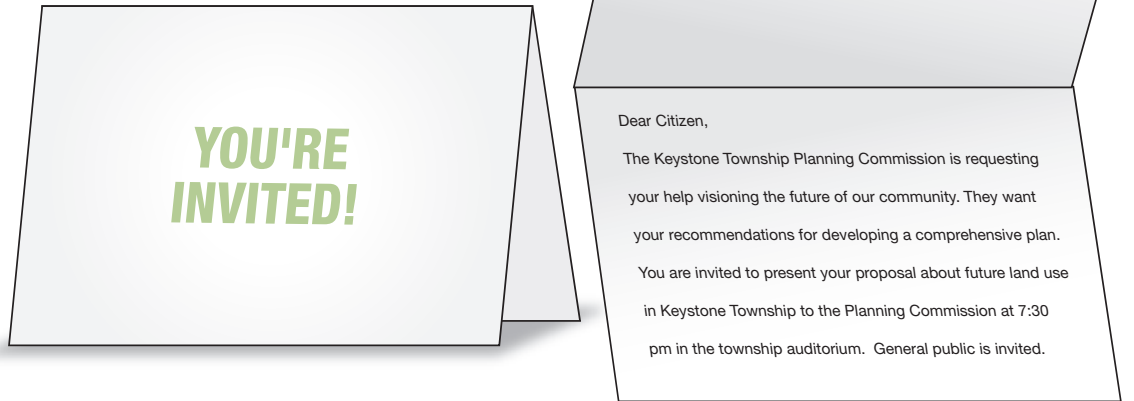 YOU'RE
INVITED!
Dear Citizen,
The Keystone Township Planning Commission is requesting
your help visioning the future of our community. They want
your recommendations for developing a comprehensive plan.
You are invited to present your proposal about future land use
in Keystone Township to the Planning Commission at 7:30
pm in the township auditorium.  General public is invited.